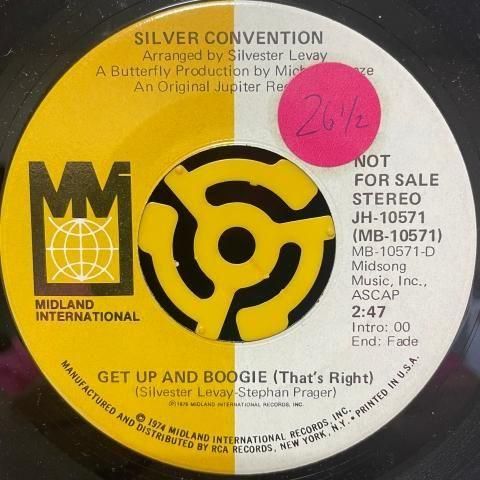 SILVER CONVENTION
Arranged by Silvester Levay
A Butterfly Production by
An Original Jupiter
26 1/2
NOT
FOR SALE
STEREO
JH-10571
(MB-10571)
MB-10571-D
Midsong
Music, Inc.,
ASCAP
2:47
Intro: 00
End: Fade
MIDLAND
INTERNATIONAL
GET UP AND BOOGIE (That's Right)
(Silvester Levay-Stephan Prager)
℗1976 MIDLAND INTERNATIONAL RECORDS, INC.
© 1974 MIDLAND INTERNATIONAL RECORDS, INC.
MANUFACTURED AND DISTRIBUTED BY RCA RECORDS, NEW YORK, N.Y. • PRINTED IN U.S.A.